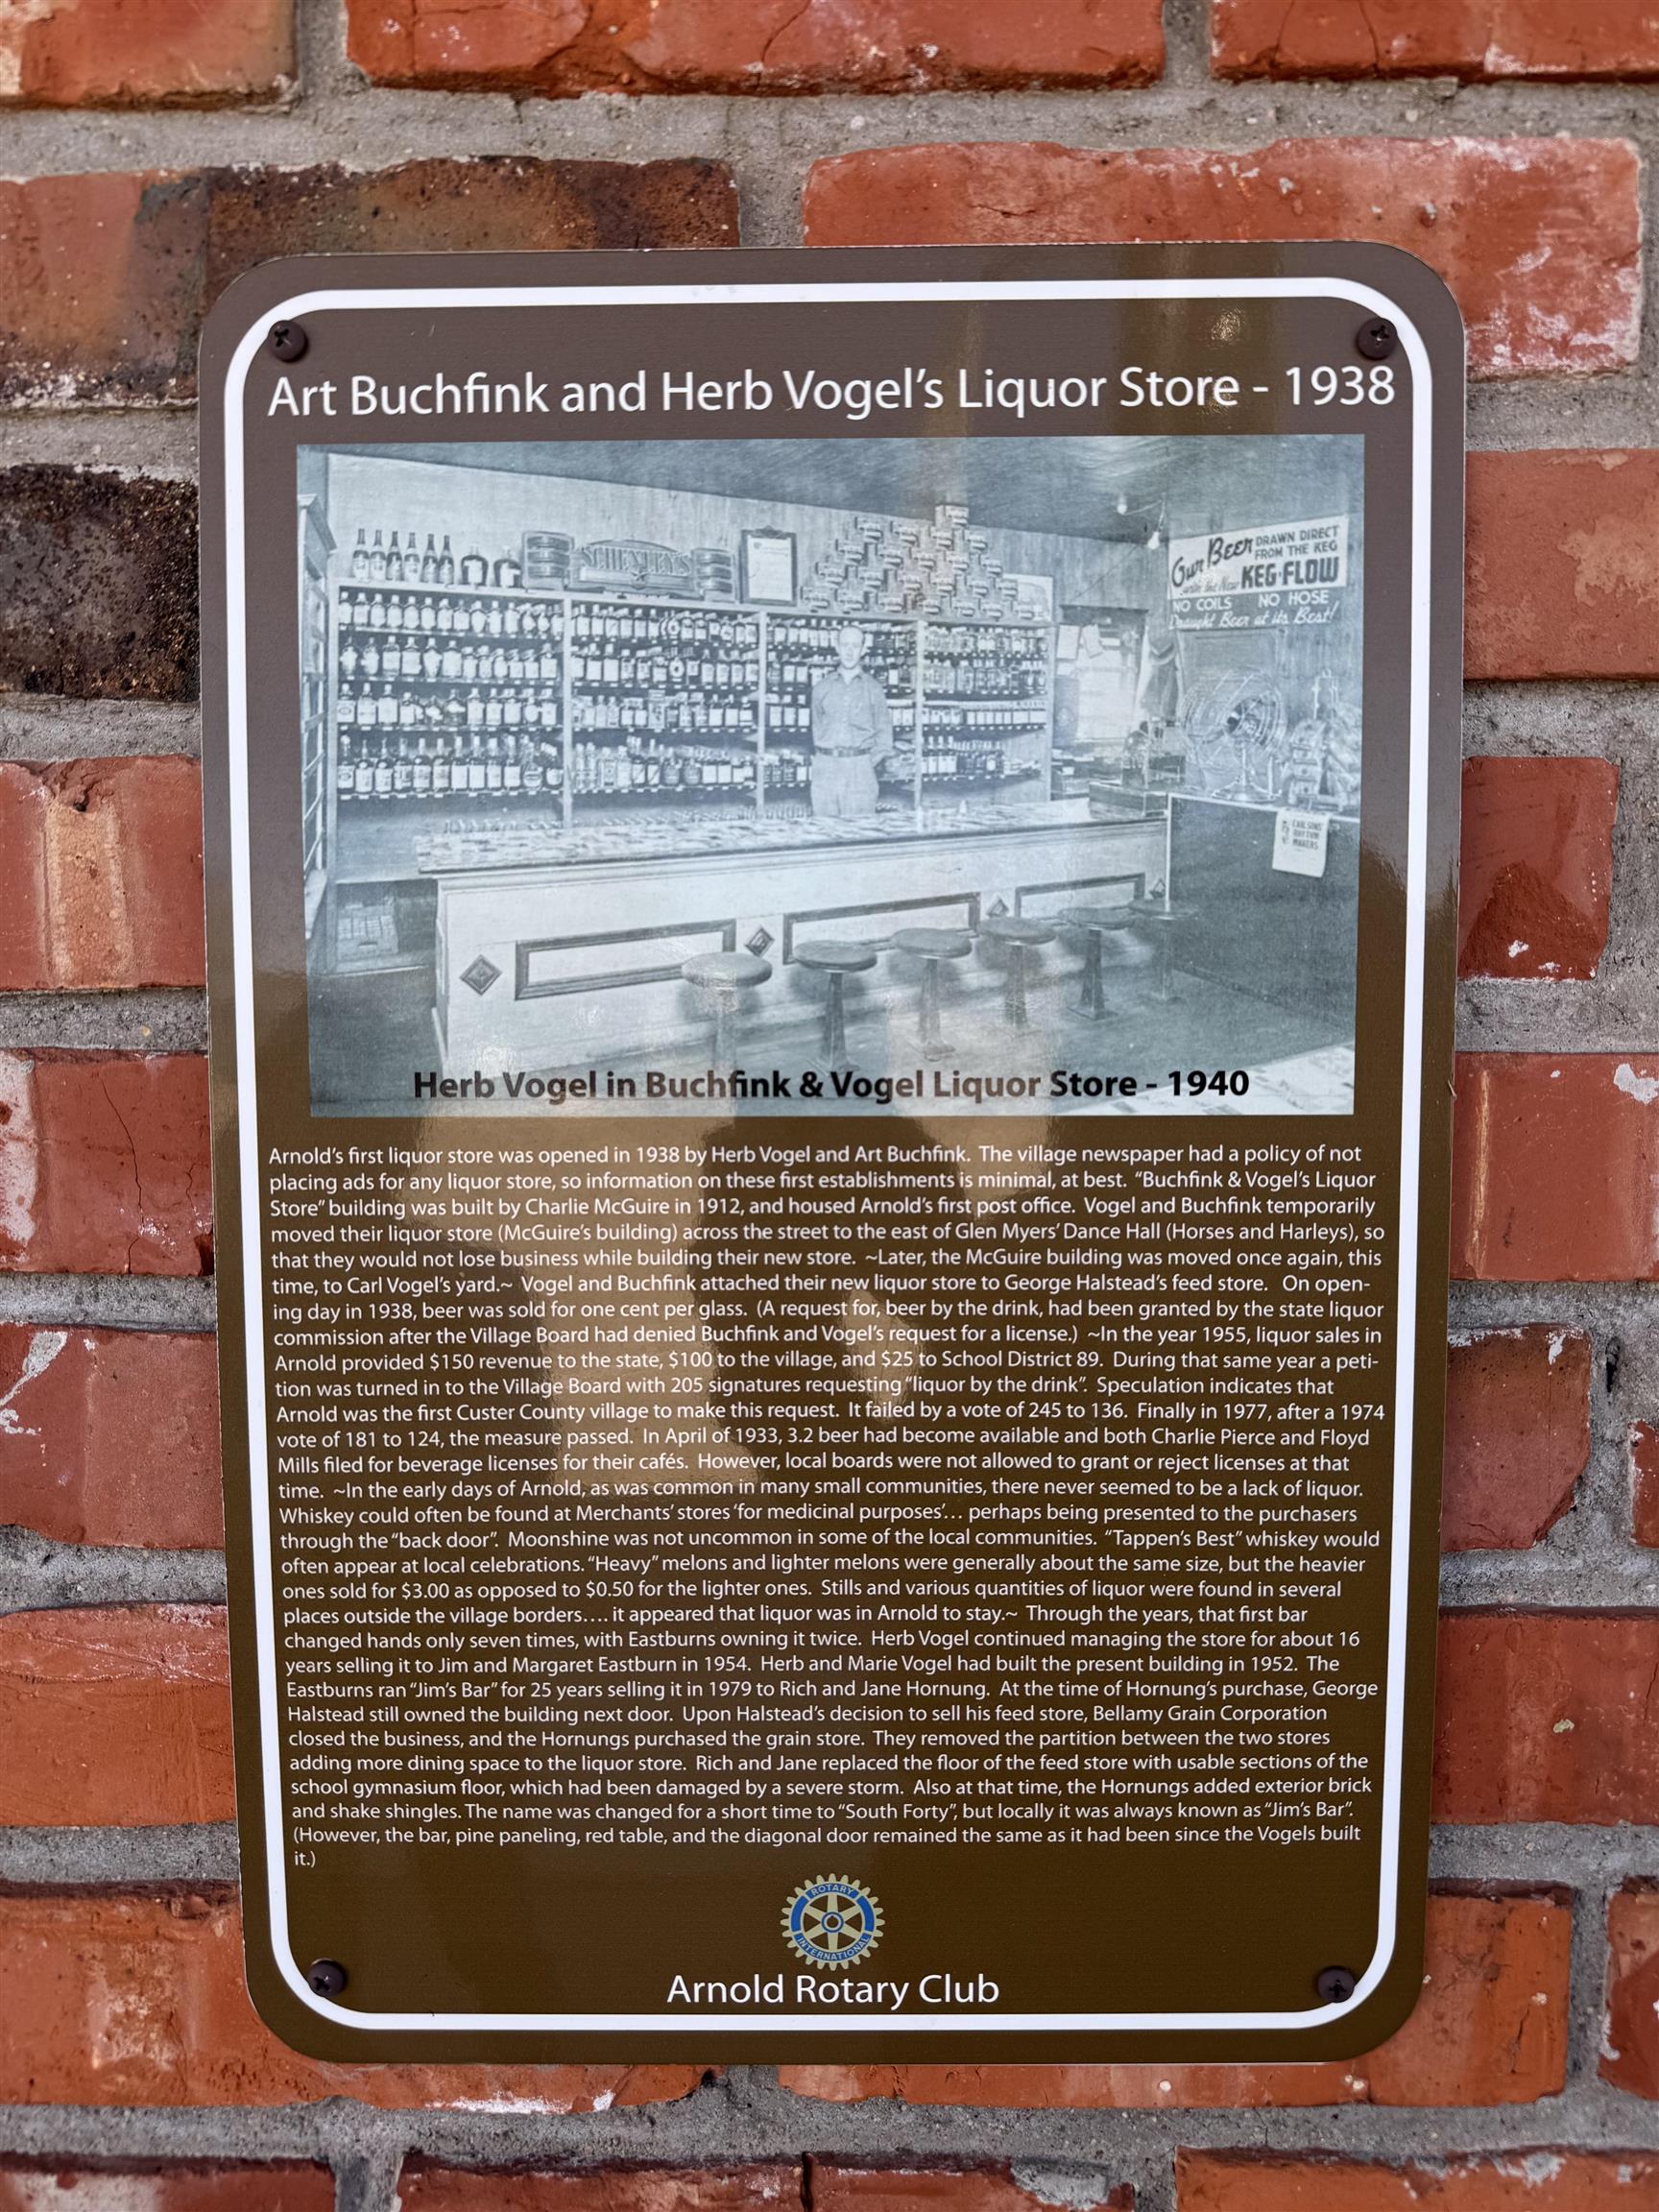 Art Buchfink and Herb Vogel's Liquor Store - 1938
SCHENLEY'S
Our Beer DRAWN DIRECT
FROM THE KEG
KEG-FLOW
NO COILS NO HOSE
Draught Beer at its Best!
CARLSONS
RHYTHM
MAKERS
Herb Vogel in Buchfink & Vogel Liquor Store - 1940
Arnold's first liquor store was opened in 1938 by Herb Vogel and Art Buchfink. The village newspaper had a policy of not
placing ads for any liquor store, so information on these first establishments is minimal, at best. "Buchfink & Vogel's Liquor
Store" building was built by Charlie McGuire in 1912, and housed Arnold's first post office. Vogel and Buchfink temporarily
moved their liquor store (McGuire's building) across the street to the east of Glen Myers' Dance Hall (Horses and Harleys), so
that they would not lose business while building their new store. ~Later, the McGuire building was moved once again, this
time, to Carl Vogel's yard.~ Vogel and Buchfink attached their new liquor store to George Halstead's feed store. On open-
ing day in 1938, beer was sold for one cent per glass. (A request for, beer by the drink, had been granted by the state liquor
commission after the Village Board had denied Buchfink and Vogel's request for a license.) ~In the year 1955, liquor sales in
Arnold provided $150 revenue to the state, $100 to the village, and $25 to School District 89. During that same year a peti-
tion was turned in to the Village Board with 205 signatures requesting "liquor by the drink". Speculation indicates that
Arnold was the first Custer County village to make this request. It failed by a vote of 245 to 136. Finally in 1977, after a 1974
vote of 181 to 124, the measure passed. In April of 1933, 3.2 beer had become available and both Charlie Pierce and Floyd
Mills filed for beverage licenses for their cafés. However, local boards were not allowed to grant or reject licenses at that
time. ~In the early days of Arnold, as was common in many small communities, there never seemed to be a lack of liquor.
Whiskey could often be found at Merchants' stores 'for medicinal purposes'... perhaps being presented to the purchasers
through the "back door". Moonshine was not uncommon in some of the local communities. "Tappen's Best" whiskey would
often appear at local celebrations. "Heavy" melons and lighter melons were generally about the same size, but the heavier
ones sold for $3.00 as opposed to $0.50 for the lighter ones. Stills and various quantities of liquor were found in several
places outside the village borders.... it appeared that liquor was in Arnold to stay.~ Through the years, that first bar
changed hands only seven times, with Eastburns owning it twice. Herb Vogel continued managing the store for about 16
years selling it to Jim and Margaret Eastburn in 1954. Herb and Marie Vogel had built the present building in 1952. The
Eastburns ran "Jim's Bar" for 25 years selling it in 1979 to Rich and Jane Hornung. At the time of Hornung's purchase, George
Halstead still owned the building next door. Upon Halstead's decision to sell his feed store, Bellamy Grain Corporation
closed the business, and the Hornungs purchased the grain store. They removed the partition between the two stores
adding more dining space to the liquor store. Rich and Jane replaced the floor of the feed store with usable sections of the
school gymnasium floor, which had been damaged by a severe storm. Also at that time, the Hornungs added exterior brick
and shake shingles. The name was changed for a short time to "South Forty", but locally it was always known as "Jim's Bar".
(However, the bar, pine paneling, red table, and the diagonal door remained the same as it had been since the Vogels built
it.)
ROTARY
INTERNATIONAL
Arnold Rotary Club